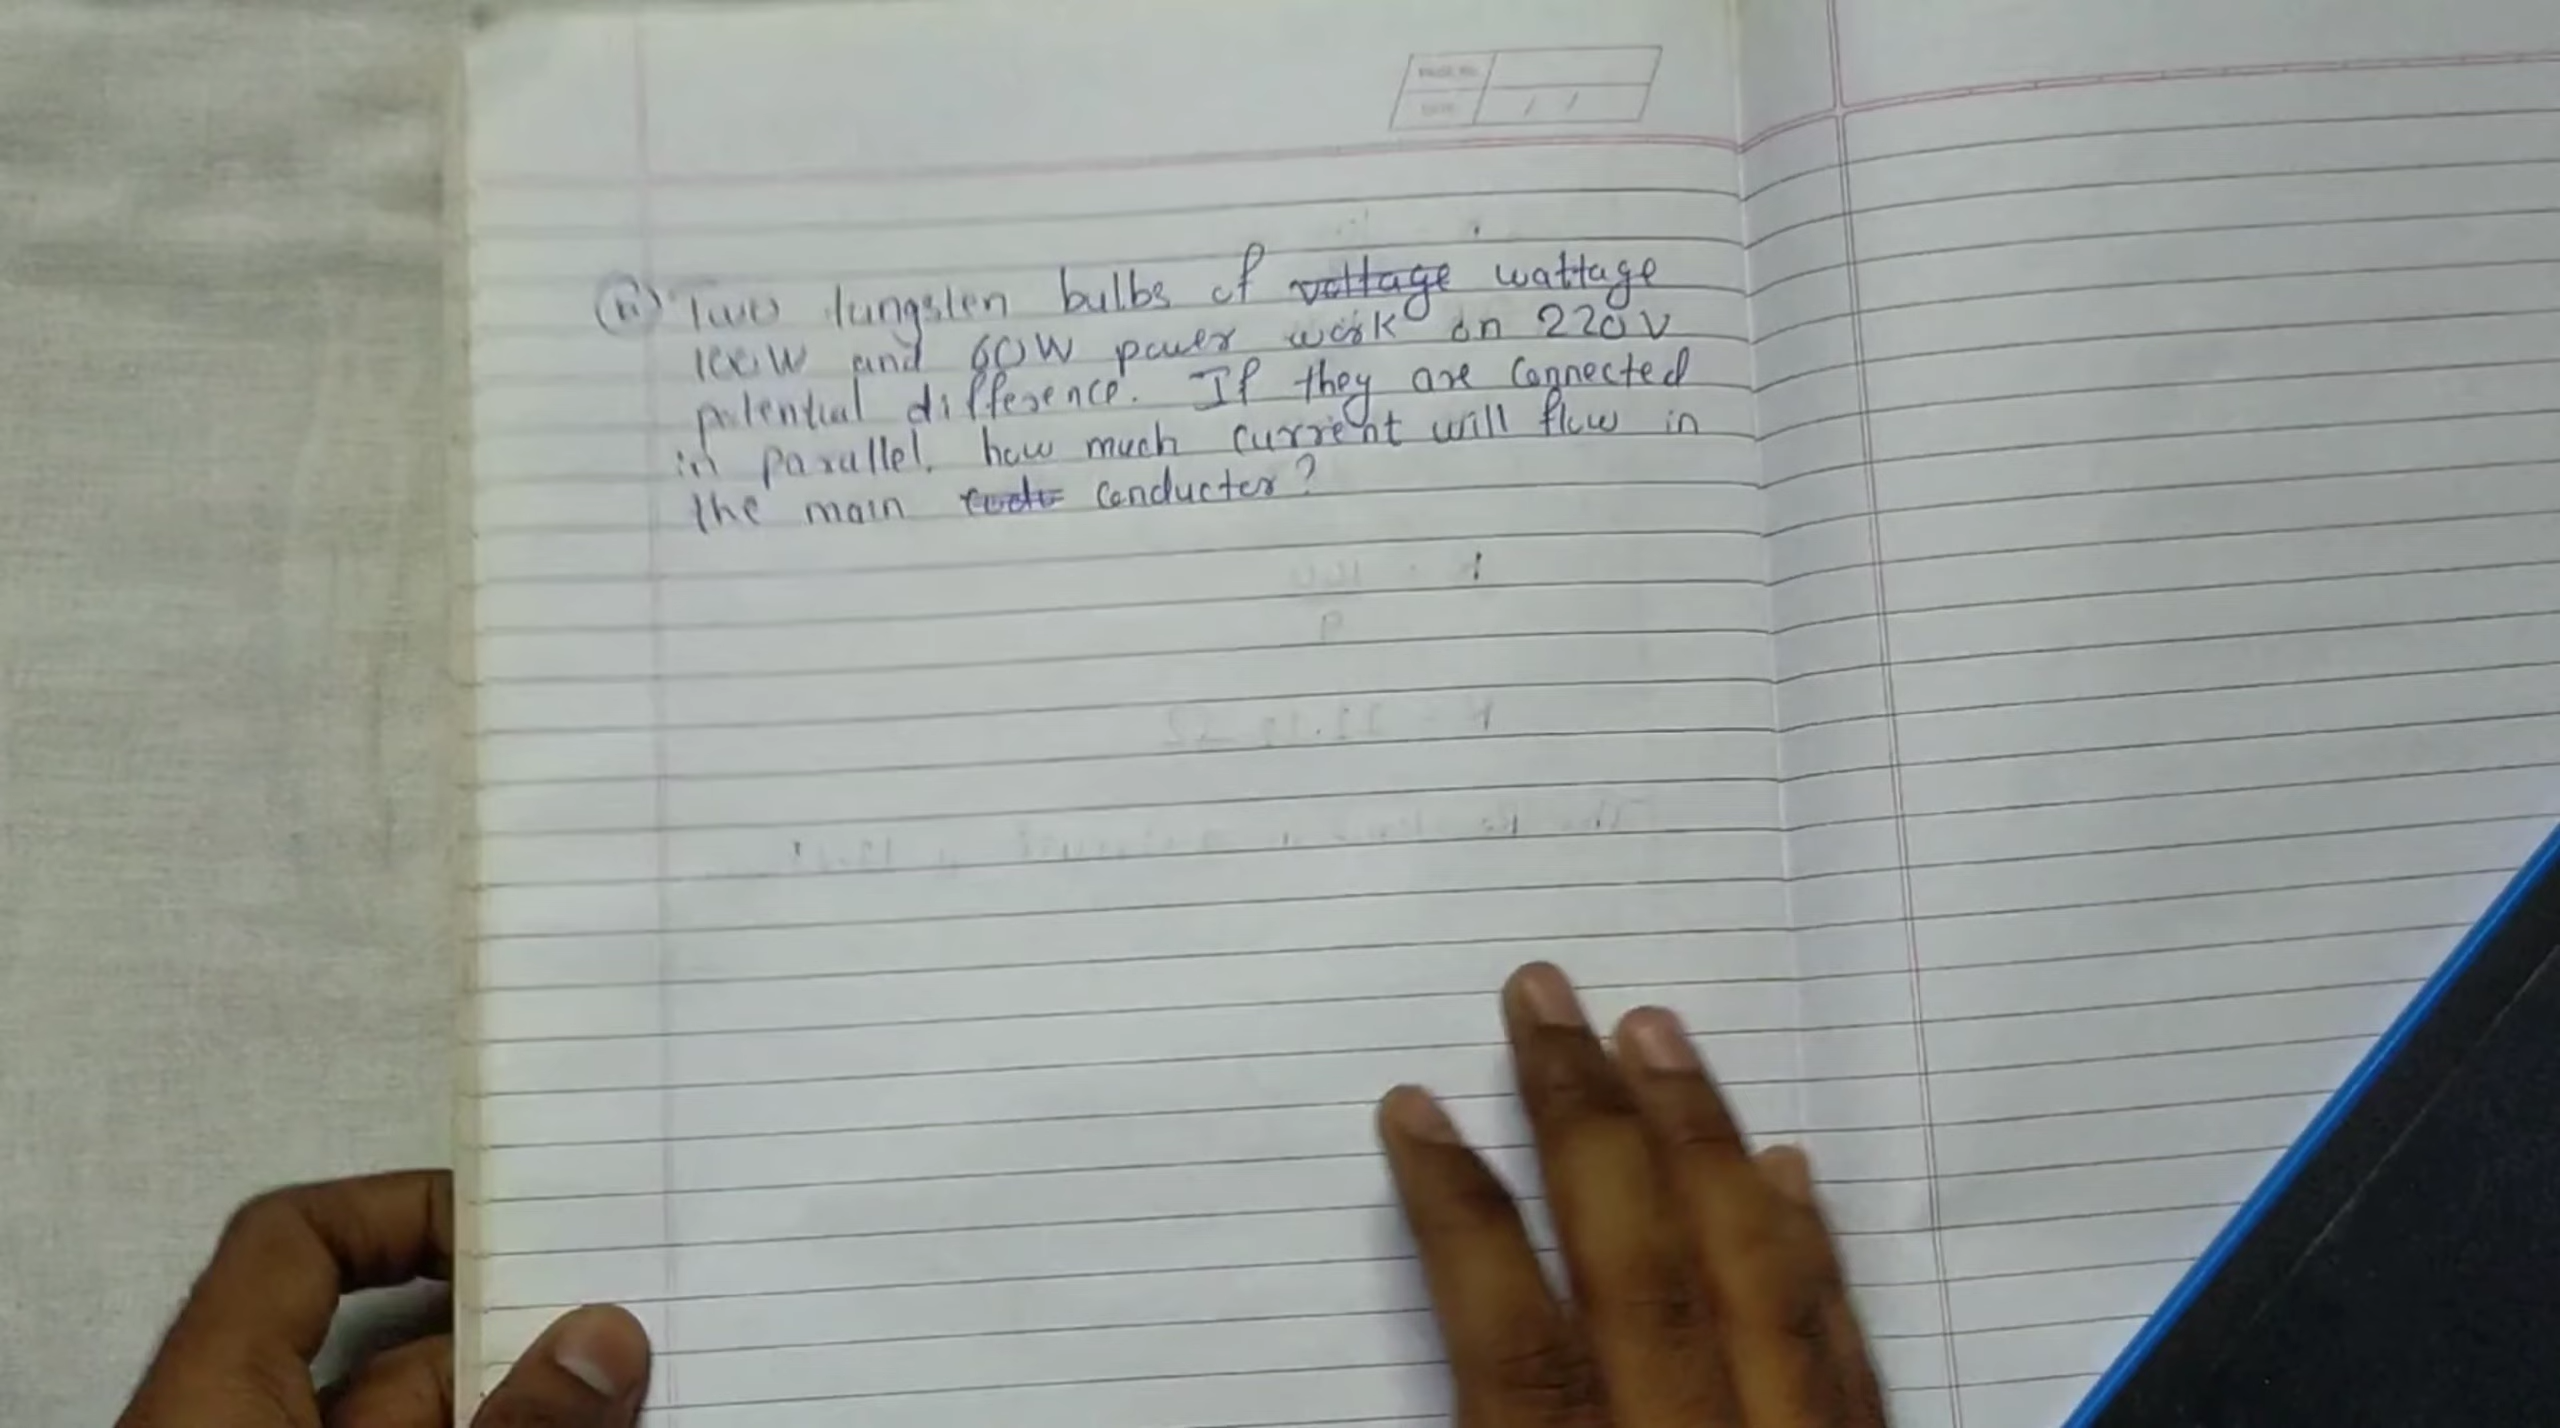 (ii) Two tungsten bulbs of voltage wattage
100W and 60W power work on 220V
potential difference. If they are connected
in parallel, how much current will flow in
the main conductor?